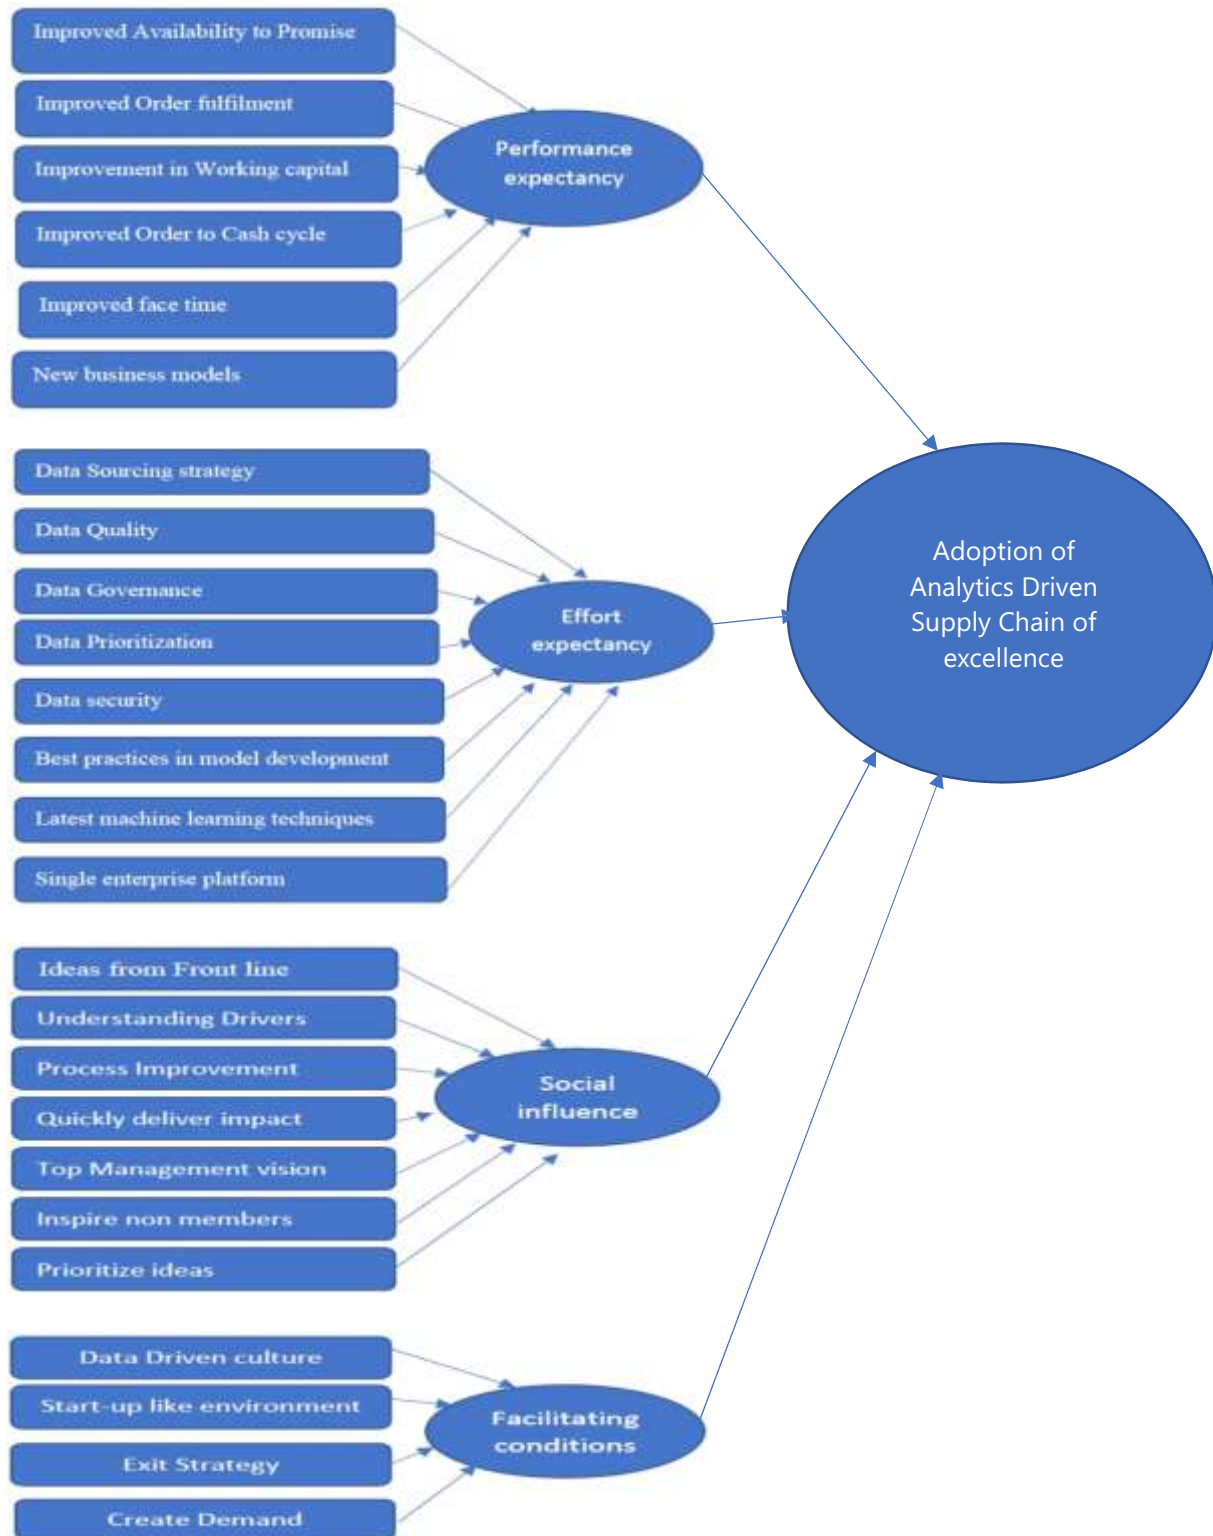 Improved Availability to Promise
Improved Order fulfilment
Improvement in Working capital
Improved Order to Cash cycle
Improved face time
New business models
Performance
expectancy
Data Sourcing strategy
Data Quality
Data Governance
Data Prioritization
Data security
Best practices in model development
Latest machine learning techniques
Single enterprise platform
Effort
expectancy
Adoption of
Analytics Driven
Supply Chain of
excellence
Ideas from Front line
Understanding Drivers
Process Improvement
Quickly deliver impact
Top Management vision
Inspire non members
Prioritize ideas
Social
influence
Data Driven culture
Start-up like environment
Exit Strategy
Create Demand
Facilitating
conditions